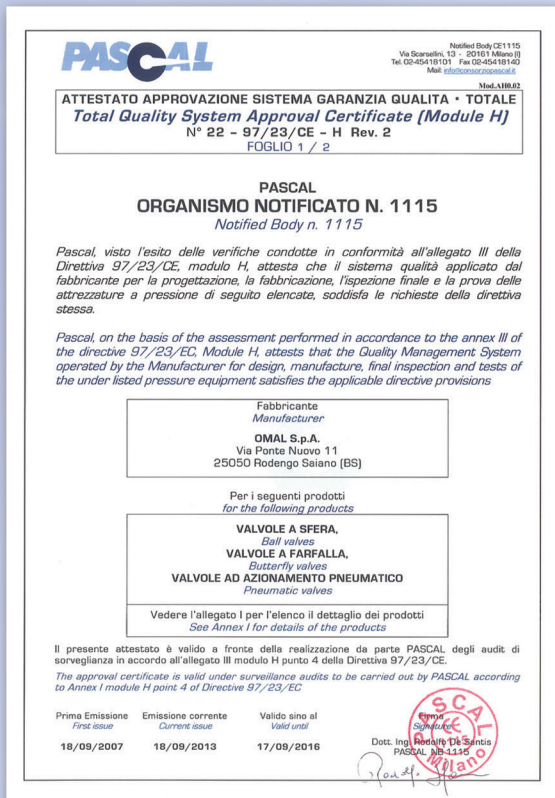 PASCAL
Notified Body CE1115
Via Scarsellini, 13 - 20161 Milano (I)
Tel. 02-45418101 Fax 02-45418140
Mail: info@consorziopascal.it
Mod.AH0.02
ATTESTATO APPROVAZIONE SISTEMA GARANZIA QUALITA • TOTALE
Total Quality System Approval Certificate (Module H)
N° 22 – 97/23/CE – H Rev. 2
FOGLIO 1 / 2
PASCAL
ORGANISMO NOTIFICATO N. 1115
Notified Body n. 1115
Pascal, visto l'esito delle verifiche condotte in conformità all'allegato III della
Direttiva 97/23/CE, modulo H, attesta che il sistema qualità applicato dal
fabbricante per la progettazione, la fabbricazione, l'ispezione finale e la prova delle
attrezzature a pressione di seguito elencate, soddisfa le richieste della direttiva
stessa.
Pascal, on the basis of the assessment performed in accordance to the annex III of
the directive 97/23/EC, Module H, attests that the Quality Management System
operated by the Manufacturer for design, manufacture, final inspection and tests of
the under listed pressure equipment satisfies the applicable directive provisions
Fabbricante
Manufacturer
OMAL S.p.A.
Via Ponte Nuovo 11
25050 Rodengo Saiano (BS)
Per i seguenti prodotti
for the following products
VALVOLE A SFERA,
Ball valves
VALVOLE A FARFALLA,
Butterfly valves
VALVOLE AD AZIONAMENTO PNEUMATICO
Pneumatic valves
Vedere l'allegato I per l'elenco il dettaglio dei prodotti
See Annex I for details of the products
Il presente attestato è valido a fronte della realizzazione da parte PASCAL degli audit di
sorveglianza in accordo all'allegato III modulo H punto 4 della Direttiva 97/23/CE.
The approval certificate is valid under surveillance audits to be carried out by PASCAL according
to Annex I module H point 4 of Directive 97/23/EC
Prima Emissione Emissione corrente Valido sino al Firma
First issue Current issue Valid until Signature
18/09/2007 18/09/2013 17/09/2016
Dott. Ing. Rodolfo De Santis
PASCAL NB 1115
PASCAL
CE
1115
Milano